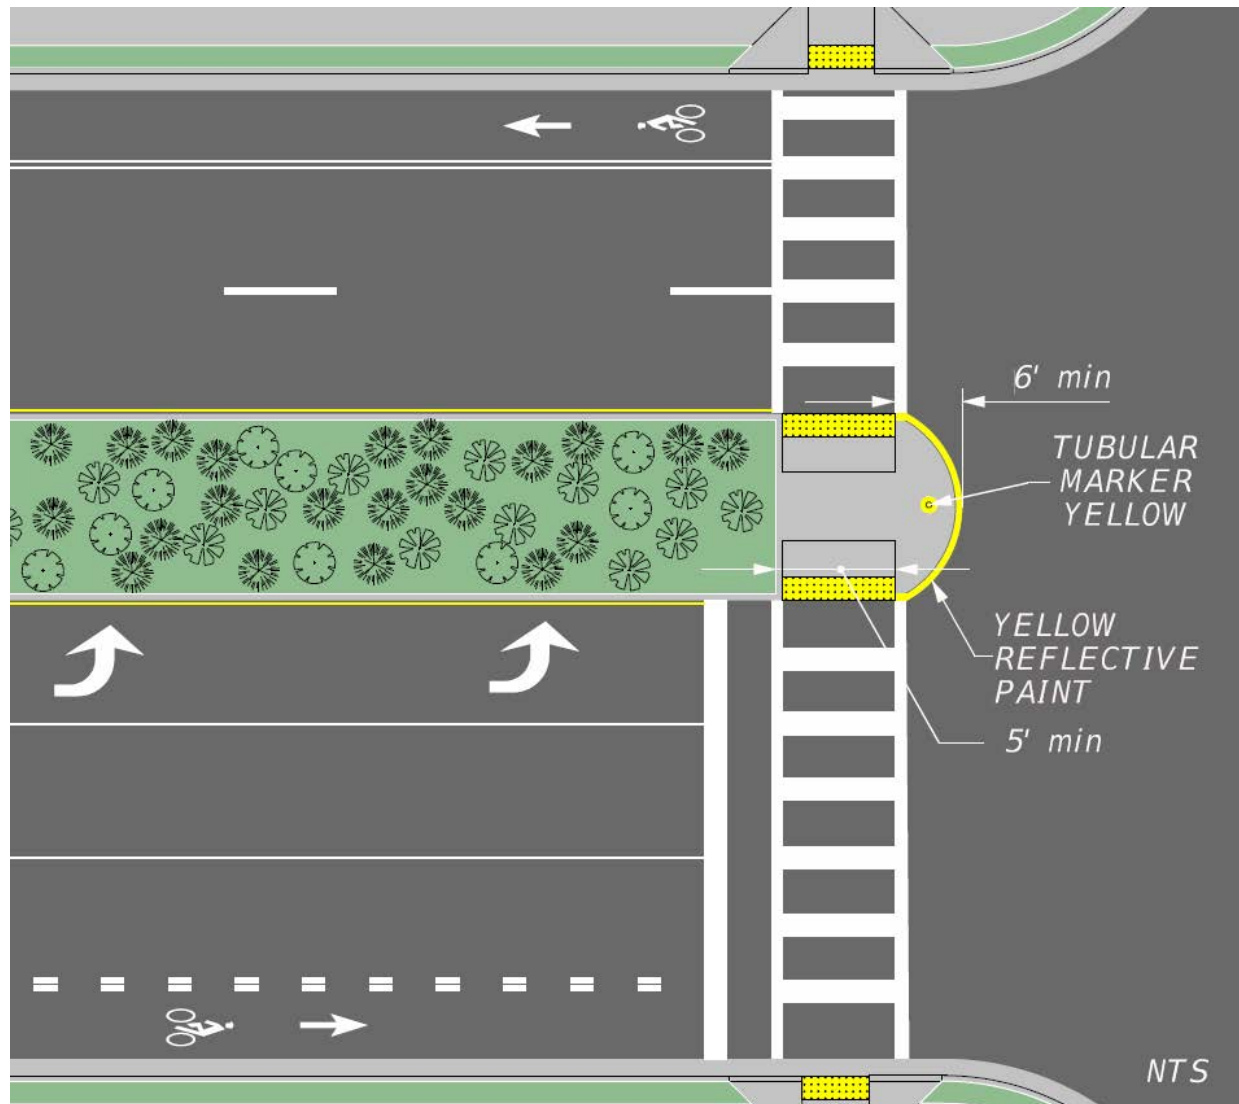 6' min
TUBULAR
MARKER
YELLOW
YELLOW
REFLECTIVE
PAINT
5' min
NTS